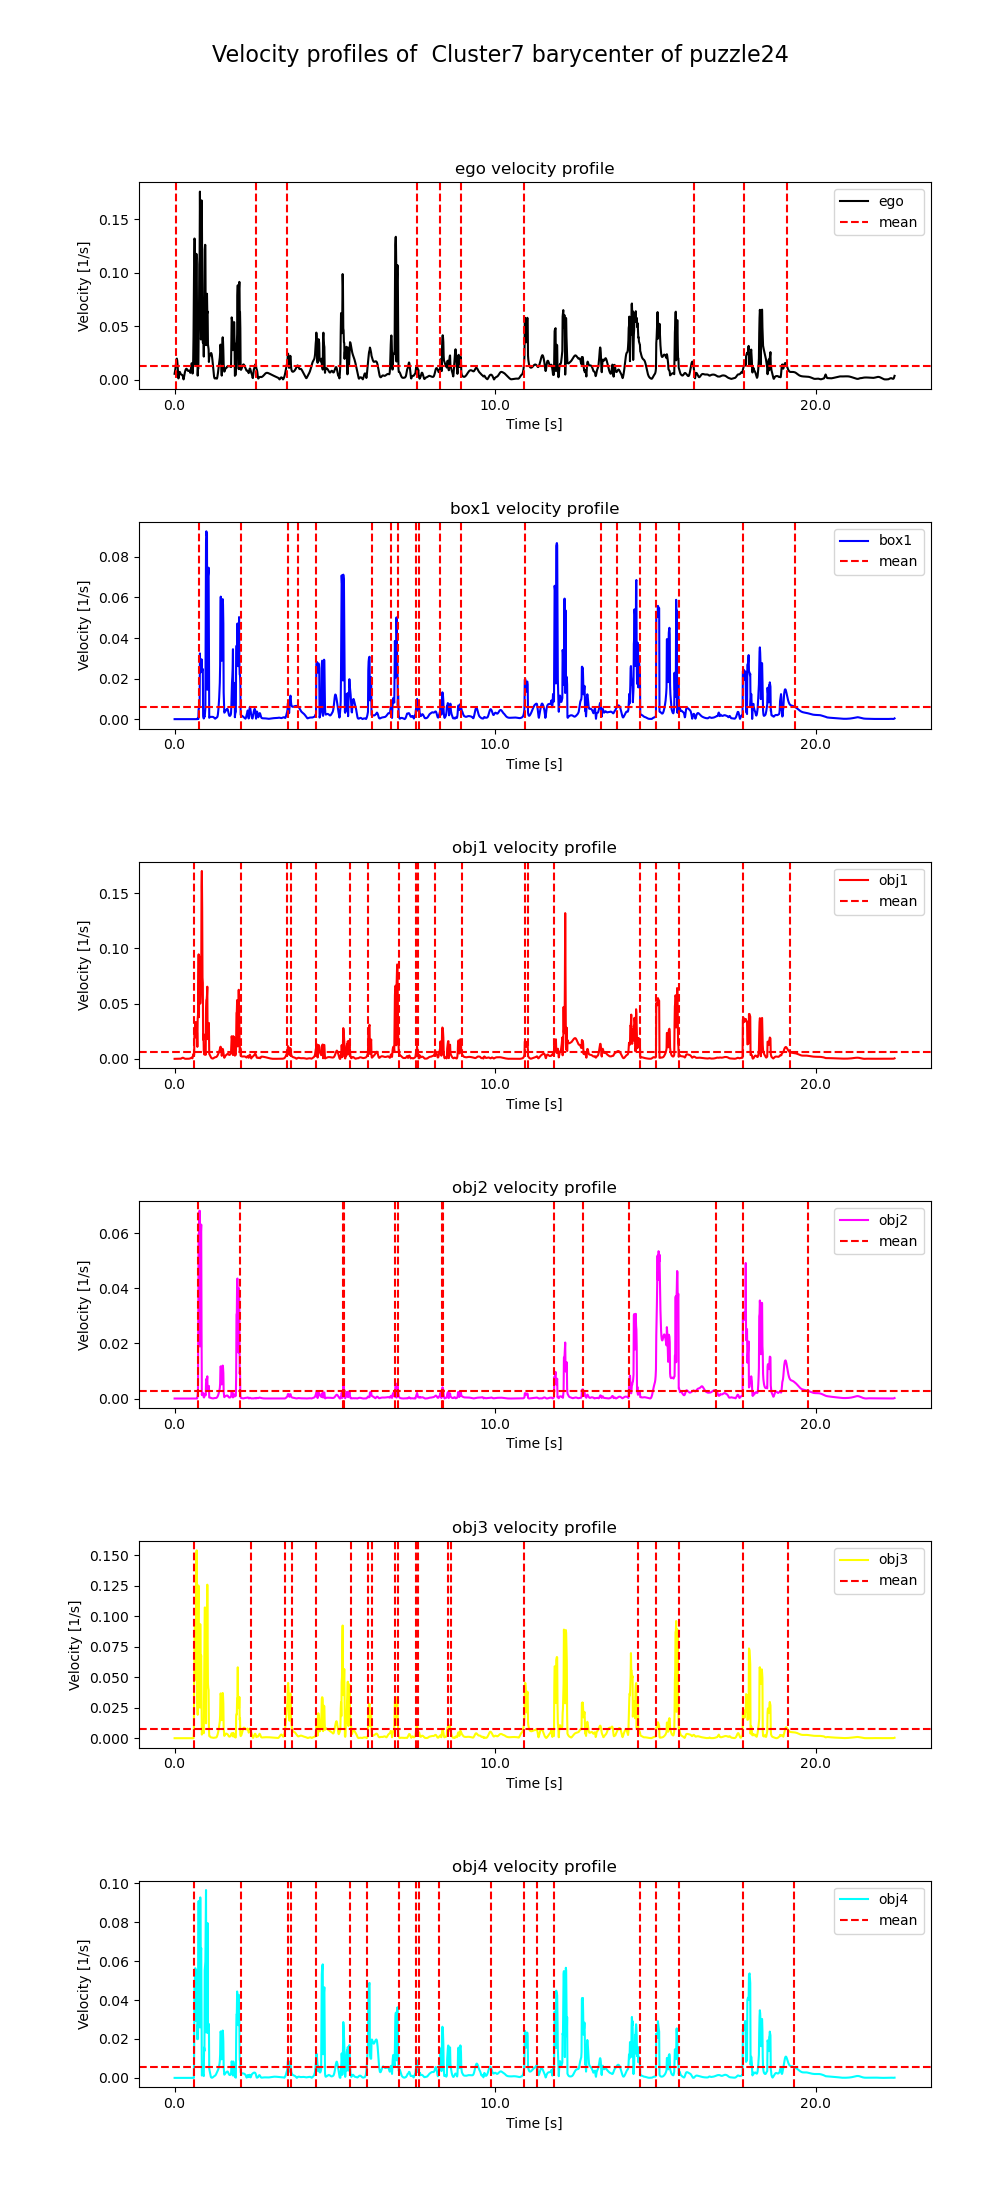 Velocity profiles of  Cluster7 barycenter of puzzle24
ego velocity profile
Velocity [1/s]
0.15
0.10
0.05
0.00
ego
mean
0.0 10.0 20.0
Time [s]
box1 velocity profile
Velocity [1/s]
0.08
0.06
0.04
0.02
0.00
box1
mean
0.0 10.0 20.0
Time [s]
obj1 velocity profile
Velocity [1/s]
0.15
0.10
0.05
0.00
obj1
mean
0.0 10.0 20.0
Time [s]
obj2 velocity profile
Velocity [1/s]
0.06
0.04
0.02
0.00
obj2
mean
0.0 10.0 20.0
Time [s]
obj3 velocity profile
Velocity [1/s]
0.150
0.125
0.100
0.075
0.050
0.025
0.000
obj3
mean
0.0 10.0 20.0
Time [s]
obj4 velocity profile
Velocity [1/s]
0.10
0.08
0.06
0.04
0.02
0.00
obj4
mean
0.0 10.0 20.0
Time [s]